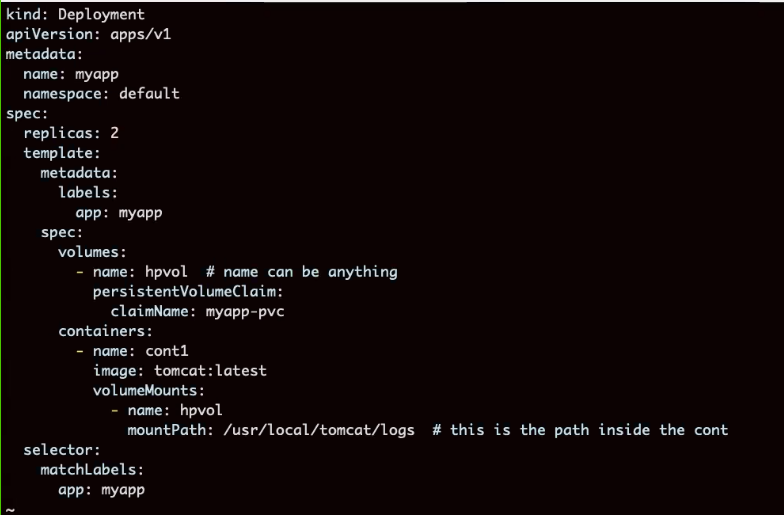 kind: Deployment
apiVersion: apps/v1
metadata:
  name: myapp
  namespace: default
spec:
  replicas: 2
  template:
    metadata:
      labels:
        app: myapp
    spec:
      volumes:
        - name: hpvol  # name can be anything
          persistentVolumeClaim:
            claimName: myapp-pvc
      containers:
        - name: cont1
          image: tomcat:latest
          volumeMounts:
            - name: hpvol
              mountPath: /usr/local/tomcat/logs  # this is the path inside the cont
  selector:
    matchLabels:
      app: myapp
~